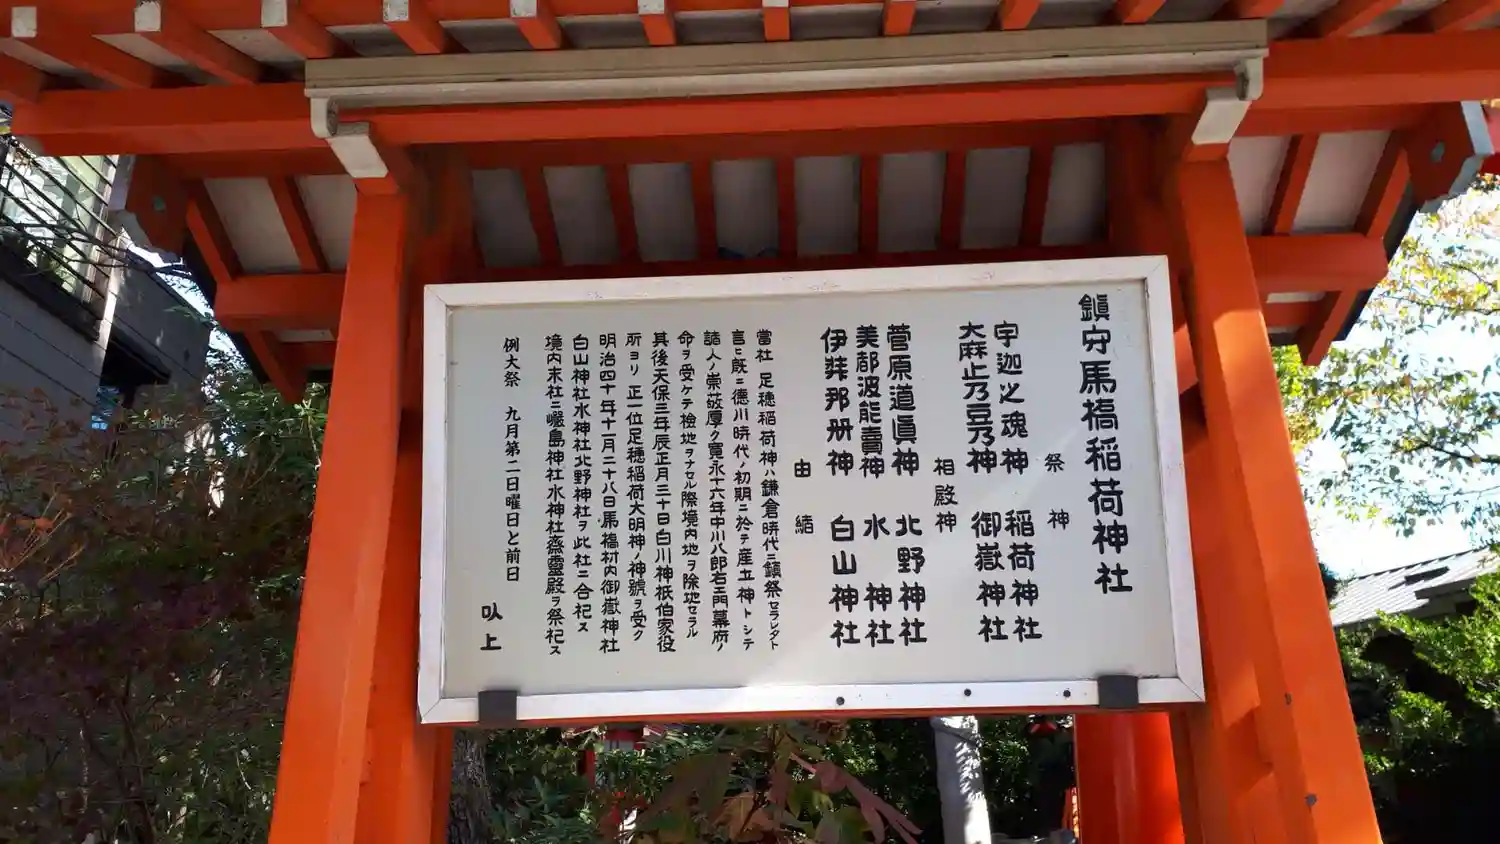 鎮守馬橋稲荷神社
祭神
宇迦之魂神 稲荷神社
大麻止乃豆乃神 御嶽神社
相殿神
菅原道眞神 北野神社
美都波能賣神 水神社
伊弉那册神 白山神社
由緒
當社 足穂稲荷神ハ鎌倉時代ニ鎮祭セラレタト
言ヒ既ニ德川時代ノ初期ニ於テ産土神トシテ
諸人ノ崇敬厚ク寛永十六年中川八郎右ヱ門幕府ノ
命ヲ受ケテ検地ヲナセル際境内地ヲ除地セラル
其後天保三年辰正月三十日白川神祇伯家役
所ヨリ 正一位足穂稲荷大明神ノ神號ヲ受ク
明治四十年十一月二十八日馬橋村内御嶽神社
白山神社水神社北野神社ヲ此社ニ合祀ス
境内末社ニ嚴島神社水神社齋靈殿ヲ祭祀ス
例大祭 九月第二日曜日と前日
以上